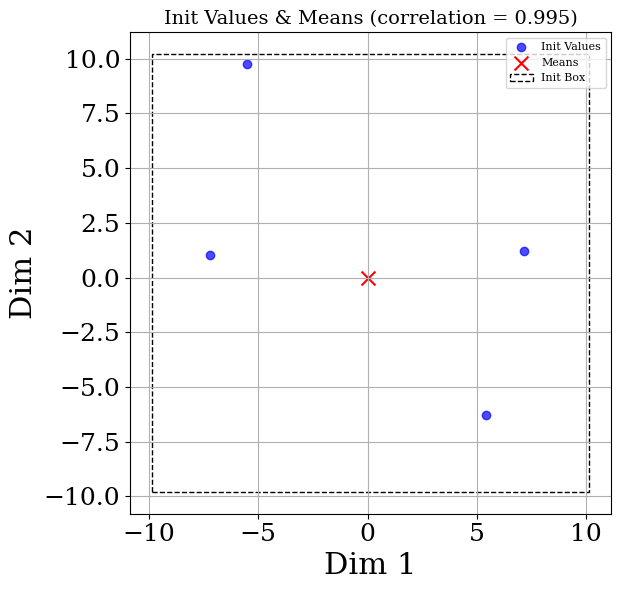 Init Values & Means (correlation = 0.995)
Init Values
Means
Init Box
10.0
7.5
5.0
2.5
0.0
−2.5
−5.0
−7.5
−10.0
Dim 2
−10
−5
0
5
10
Dim 1